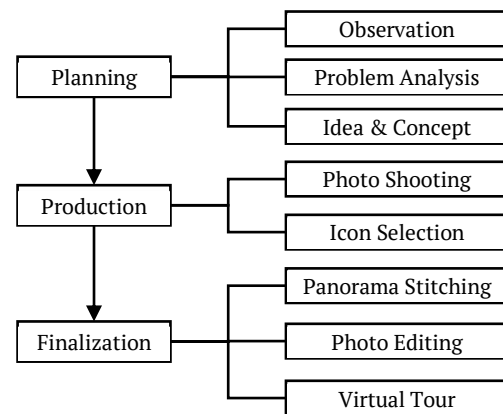 Planning
Observation
Problem Analysis
Idea & Concept
Production
Photo Shooting
Icon Selection
Finalization
Panorama Stitching
Photo Editing
Virtual Tour